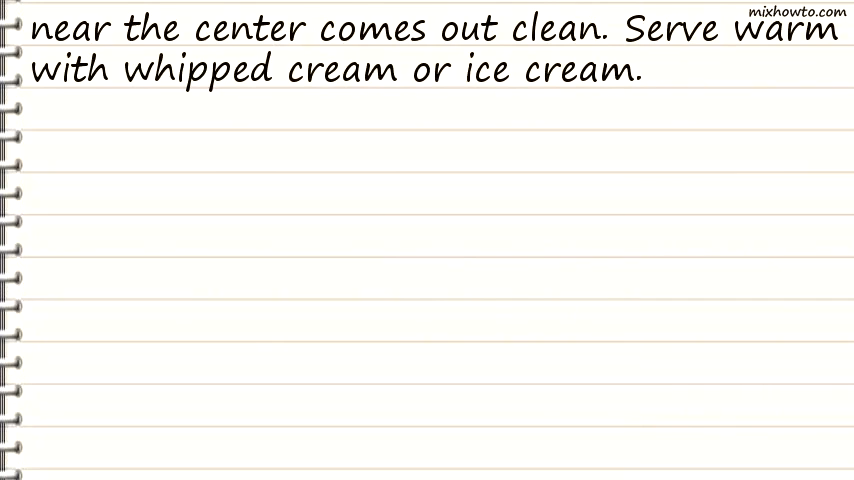 mixhowto.com
near the center comes out clean. Serve warm
with whipped cream or ice cream.